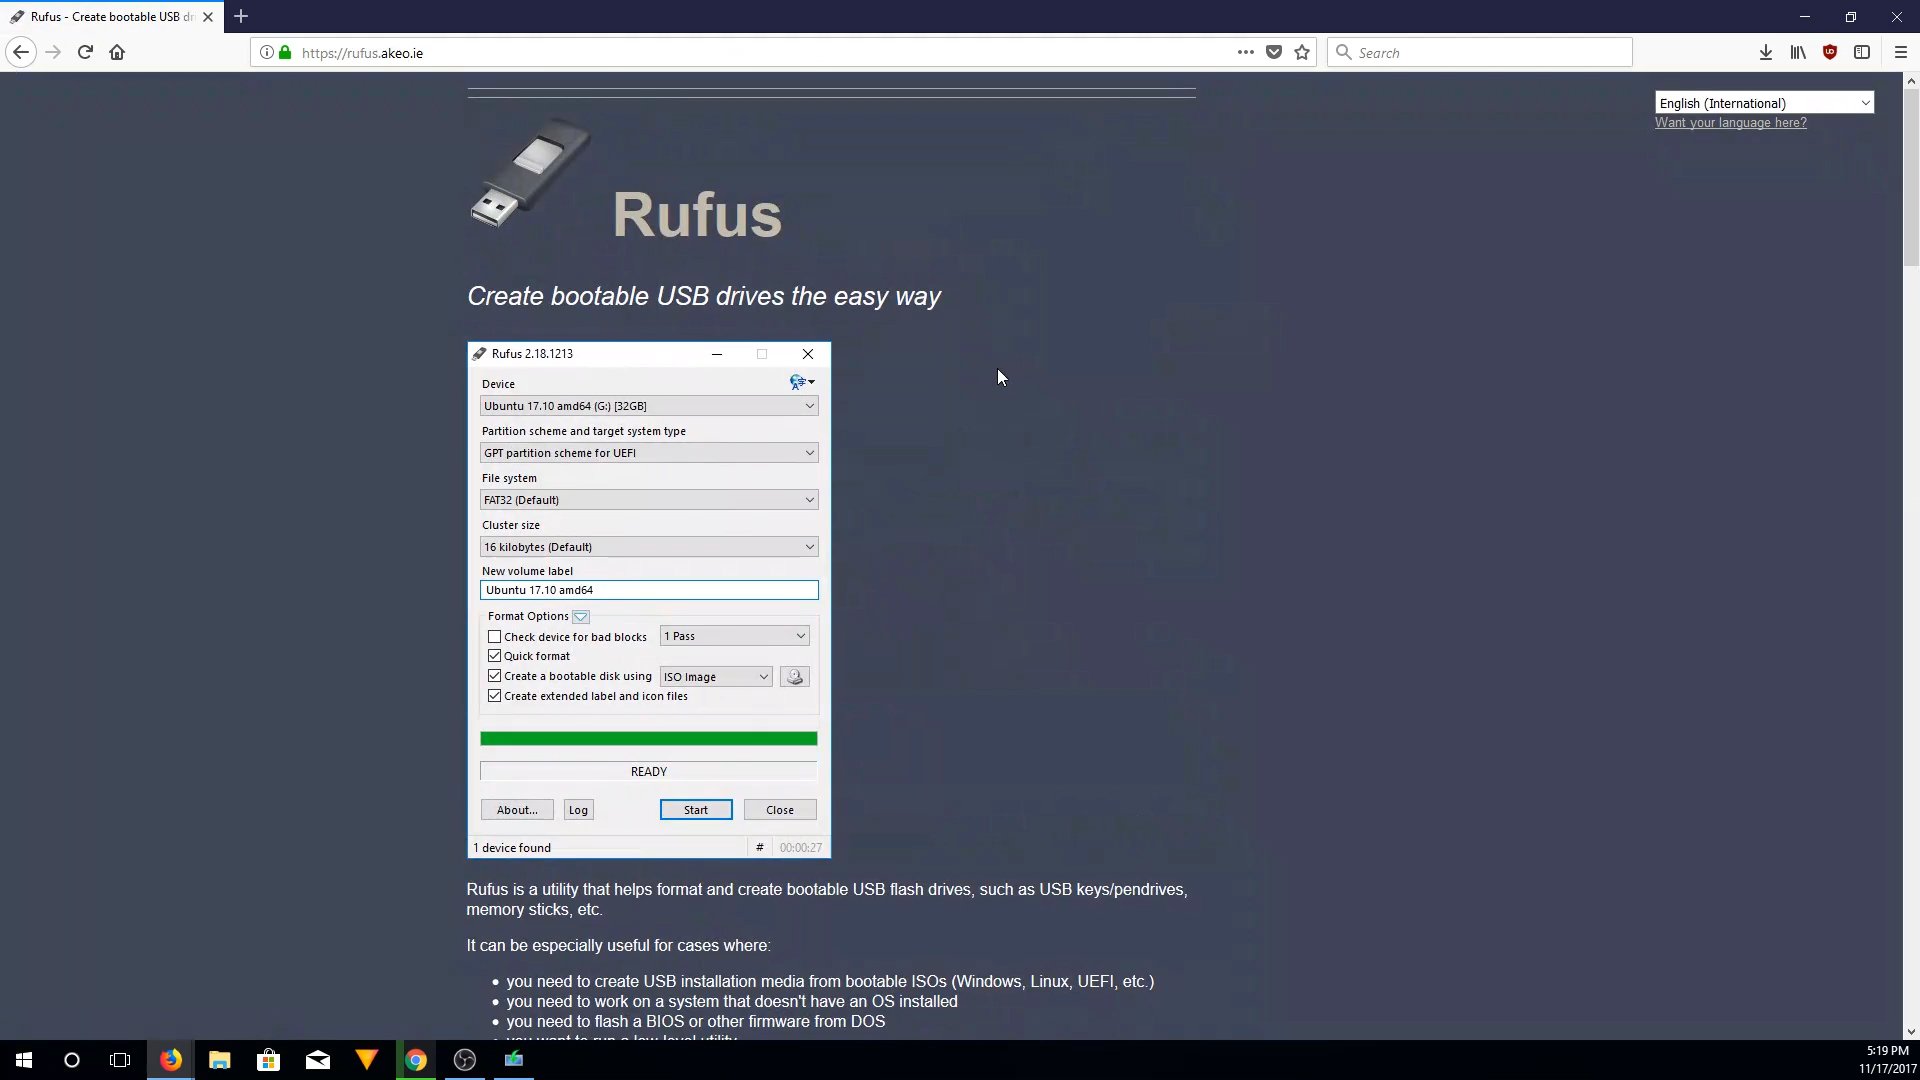 Rufus - Create bootable USB dr
https://rufus.akeo.ie
Search
English (International)
Want your language here?
Rufus
Create bootable USB drives the easy way
Rufus 2.18.1213
Device
Ubuntu 17.10 amd64 (G:) [32GB]
Partition scheme and target system type
GPT partition scheme for UEFI
File system
FAT32 (Default)
Cluster size
16 kilobytes (Default)
New volume label
Ubuntu 17.10 amd64
Format Options
Check device for bad blocks 1 Pass
Quick format
Create a bootable disk using ISO Image
Create extended label and icon files
READY
About... Log Start Close
1 device found # 00:00:27
Rufus is a utility that helps format and create bootable USB flash drives, such as USB keys/pendrives,
memory sticks, etc.
It can be especially useful for cases where:
• you need to create USB installation media from bootable ISOs (Windows, Linux, UEFI, etc.)
• you need to work on a system that doesn't have an OS installed
• you need to flash a BIOS or other firmware from DOS
you want to run a low-level utility
5:19 PM
11/17/2017